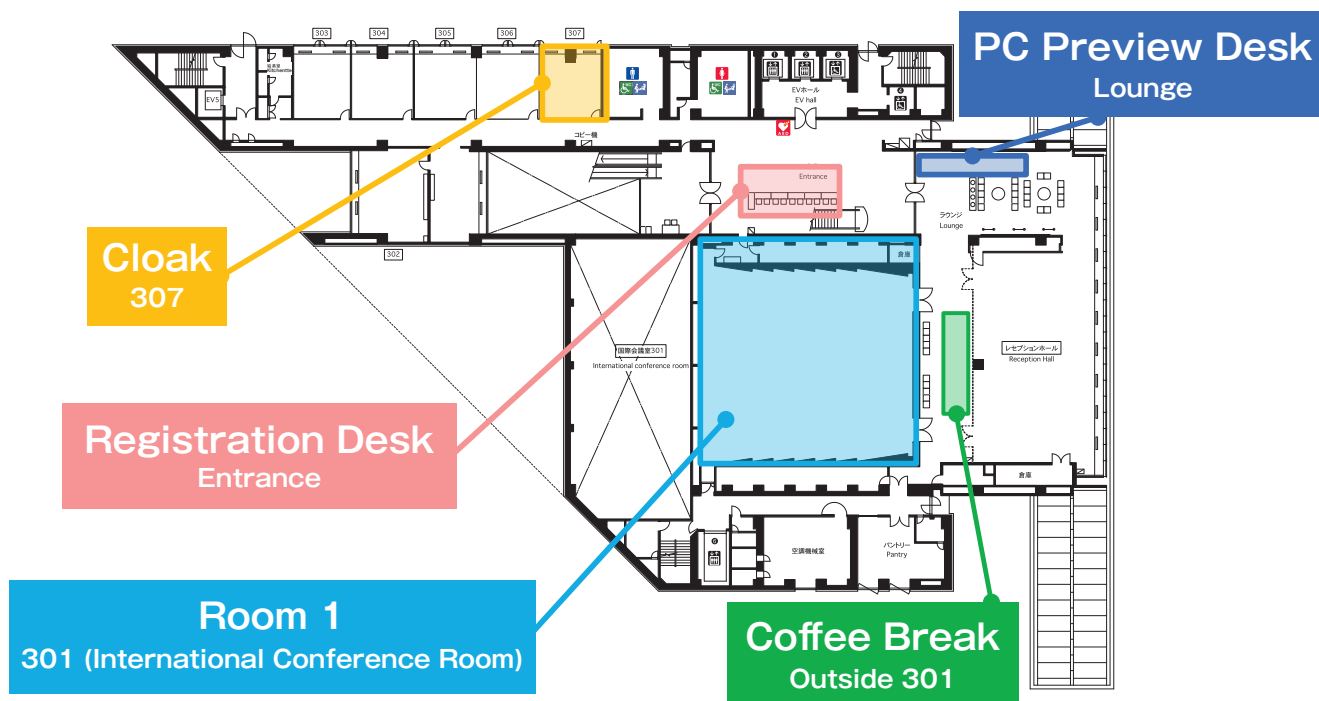 PC Preview Desk
Lounge
303
304
305
306
307
Kitchenette
EV5
EVホール
EV hall
AED
コピー機
Entrance
ラウンジ
Lounge
Cloak
307
302
倉庫
国際会議室301
International conference room
レセプションホール
Reception Hall
Registration Desk
Entrance
倉庫
空調機械室
パントリー
Pantry
Room 1
301 (International Conference Room)
Coffee Break
Outside 301